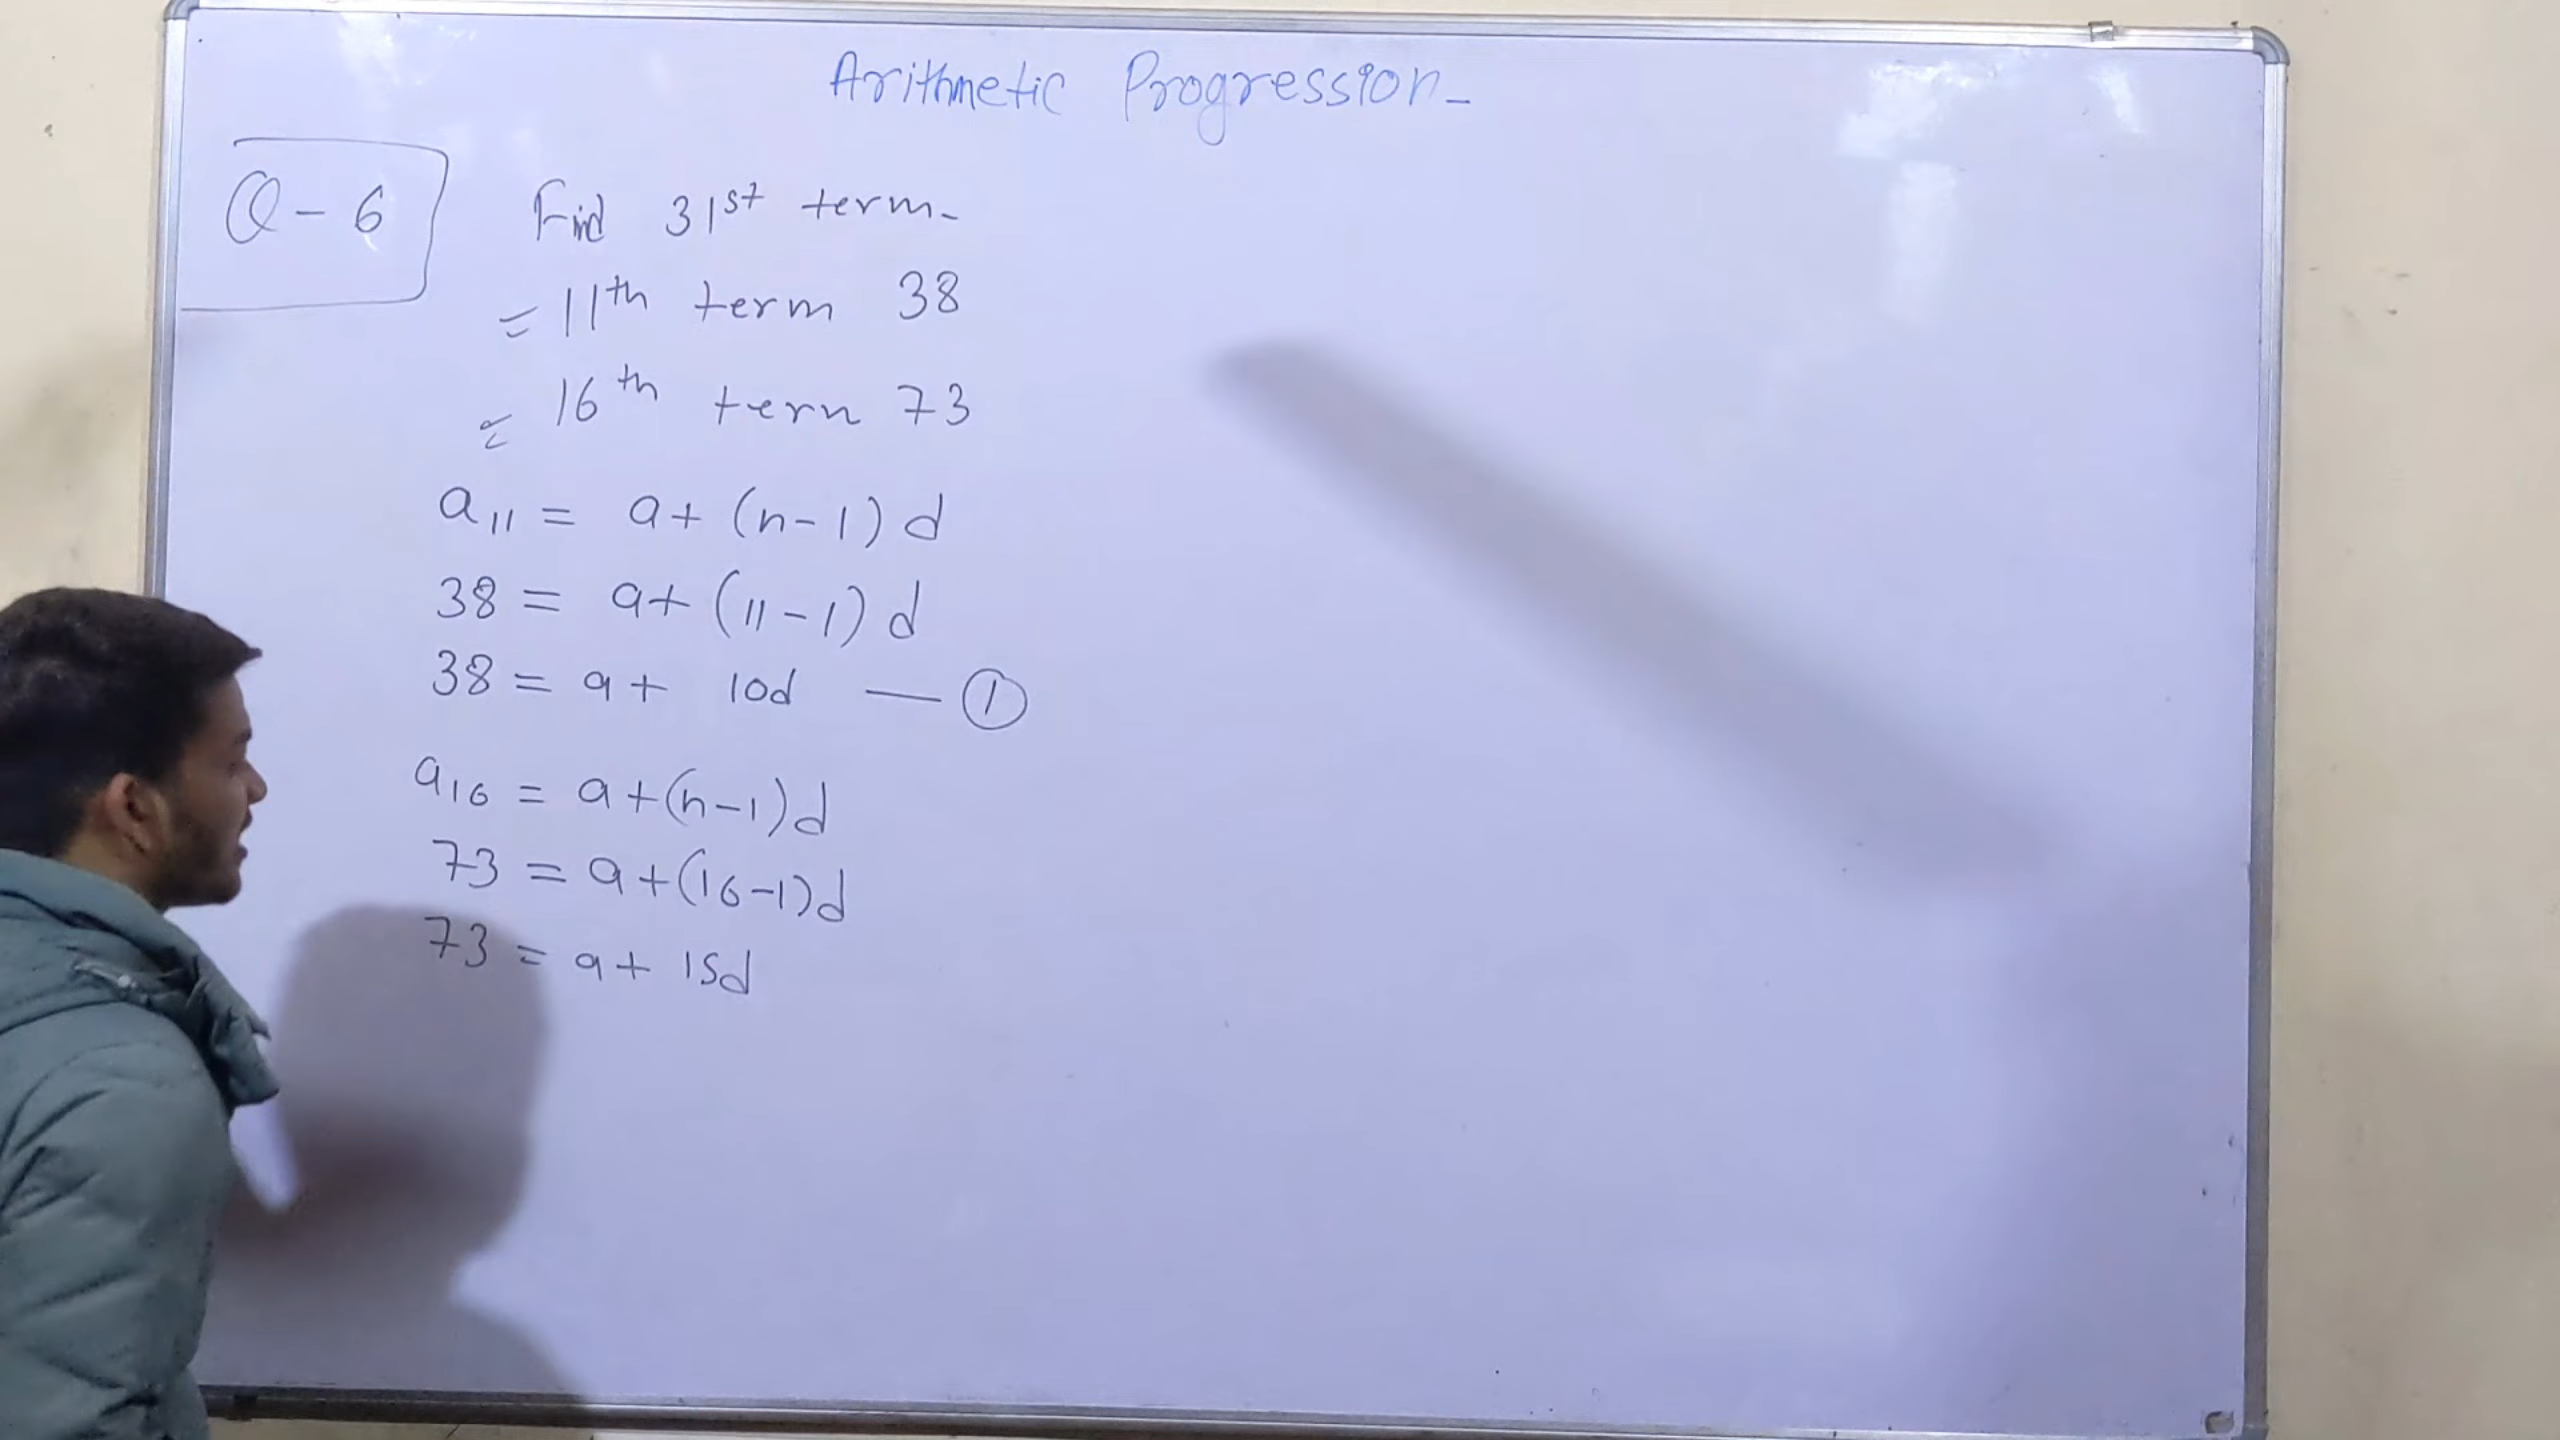 Arithmetic Progression-
Q-6
Find 31st term-
= 11th term 38
= 16th tern 73
a11 = a+ (n-1) d
38 = a+ (11-1) d
38 = a+ 10d — ①
a16 = a+(n-1)d
73 = a+(16-1)d
73 = a+ 15d